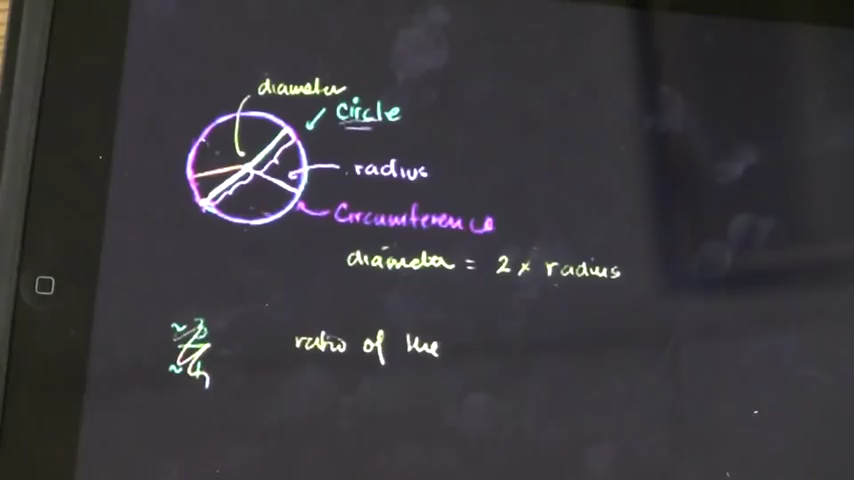 diameter
circle
radius
Circumference
diameter = 2 × radius
ratio of the